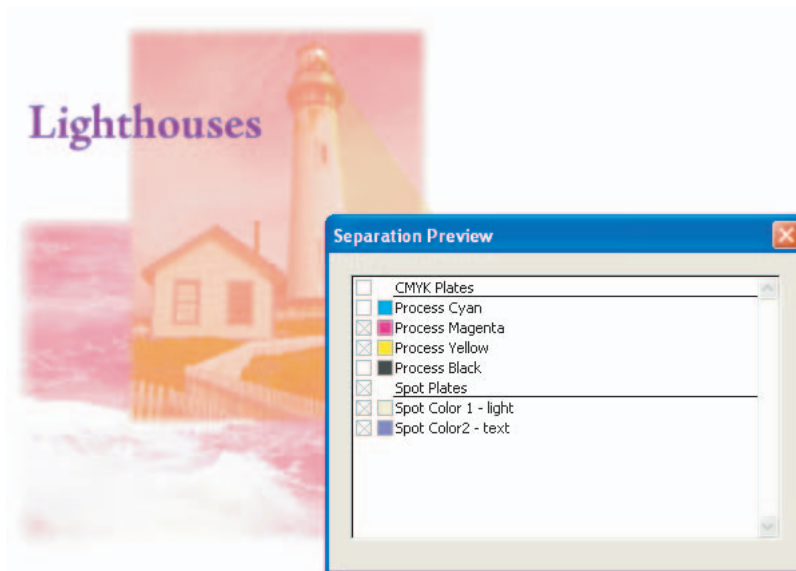 Lighthouses
Separation Preview
CMYK Plates
Process Cyan
Process Magenta
Process Yellow
Process Black
Spot Plates
Spot Color 1 - light
Spot Color2 - text